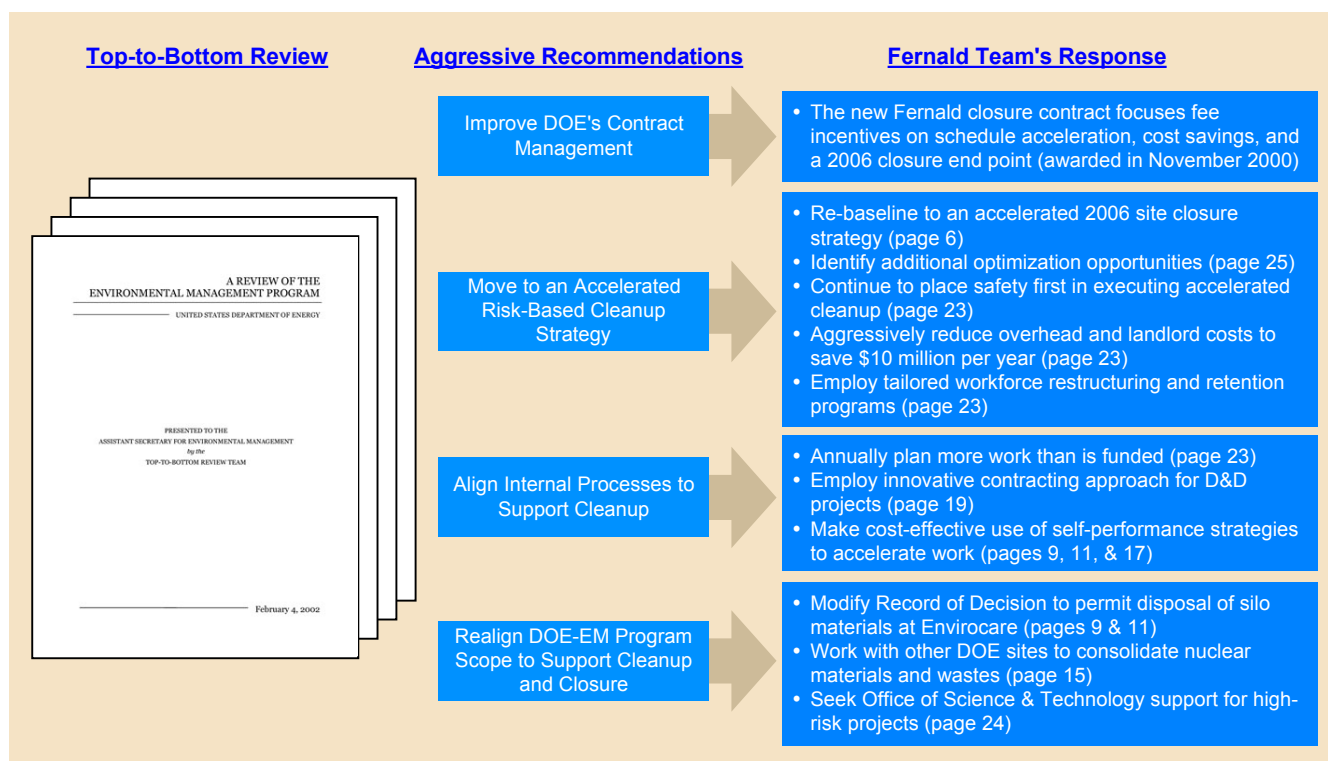 Top-to-Bottom Review
Aggressive Recommendations
Fernald Team's Response
A REVIEW OF THE
ENVIRONMENTAL MANAGEMENT PROGRAM
UNITED STATES DEPARTMENT OF ENERGY
PRESENTED TO THE
ASSISTANT SECRETARY FOR ENVIRONMENTAL MANAGEMENT
by the
TOP-TO-BOTTOM REVIEW TEAM
February 4, 2002
Improve DOE's Contract
Management
• The new Fernald closure contract focuses fee
incentives on schedule acceleration, cost savings, and
a 2006 closure end point (awarded in November 2000)
Move to an Accelerated
Risk-Based Cleanup
Strategy
• Re-baseline to an accelerated 2006 site closure
strategy (page 6)
• Identify additional optimization opportunities (page 25)
• Continue to place safety first in executing accelerated
cleanup (page 23)
• Aggressively reduce overhead and landlord costs to
save $10 million per year (page 23)
• Employ tailored workforce restructuring and retention
programs (page 23)
Align Internal Processes to
Support Cleanup
• Annually plan more work than is funded (page 23)
• Employ innovative contracting approach for D&D
projects (page 19)
• Make cost-effective use of self-performance strategies
to accelerate work (pages 9, 11, & 17)
Realign DOE-EM Program
Scope to Support Cleanup
and Closure
• Modify Record of Decision to permit disposal of silo
materials at Envirocare (pages 9 & 11)
• Work with other DOE sites to consolidate nuclear
materials and wastes (page 15)
• Seek Office of Science & Technology support for high-
risk projects (page 24)